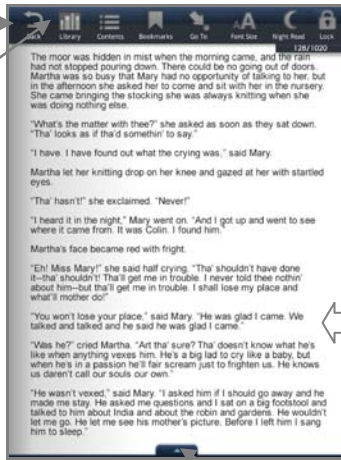 Back Library Contents Bookmarks Go To Font Size Night Read Lock
128/1020
The moor was hidden in mist when the morning came, and the rain
had not stopped pouring down. There could be no going out of doors.
Martha was so busy that Mary had no opportunity of talking to her, but
in the afternoon she asked her to come and sit with her in the nursery.
She came bringing the stocking she was always knitting when she
was doing nothing else.
"What's the matter with thee?" she asked as soon as they sat down.
"Tha' looks as if tha'd somethin' to say."
"I have. I have found out what the crying was," said Mary.
Martha let her knitting drop on her knee and gazed at her with startled
eyes.
"Tha' hasn't!" she exclaimed. "Never!"
"I heard it in the night," Mary went on. "And I got up and went to see
where it came from. It was Colin. I found him."
Martha's face became red with fright.
"Eh! Miss Mary!" she said half crying. "Tha' shouldn't have done
it--tha' shouldn't! Tha'll get me in trouble. I never told thee nothin'
about him--but tha'll get me in trouble. I shall lose my place and
what'll mother do!"
"You won't lose your place," said Mary. "He was glad I came. We
talked and talked and he said he was glad I came."
"Was he?" cried Martha. "Art tha' sure? Tha' doesn't know what he's
like when anything vexes him. He's a big lad to cry like a baby, but
when he's in a passion he'll fair scream just to frighten us. He knows
us daren't call our souls our own."
"He wasn't vexed," said Mary. "I asked him if I should go away and he
made me stay. He asked me questions and I sat on a big footstool and
talked to him about India and about the robin and gardens. He wouldn't
let me go. He let me see his mother's picture. Before I left him I sang
him to sleep."